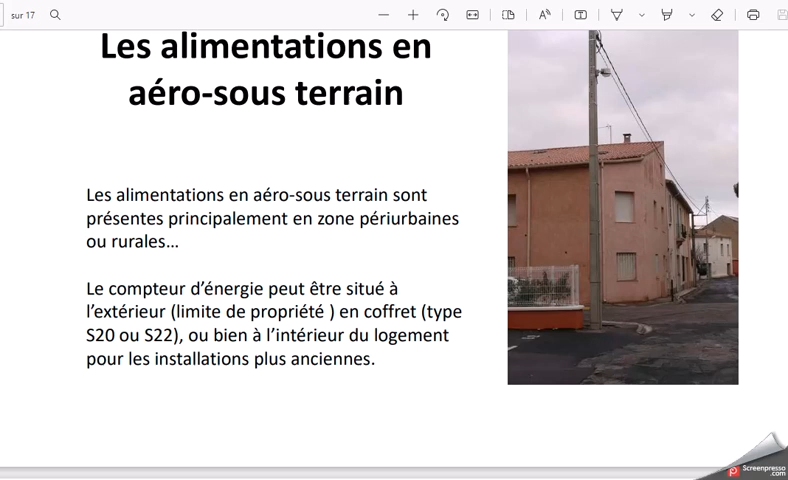 sur 17
Les alimentations en
aéro-sous terrain
Les alimentations en aéro-sous terrain sont
présentes principalement en zone périurbaines
ou rurales…
Le compteur d’énergie peut être situé à
l’extérieur (limite de propriété ) en coffret (type
S20 ou S22), ou bien à l’intérieur du logement
pour les installations plus anciennes.
Screenpresso
.com